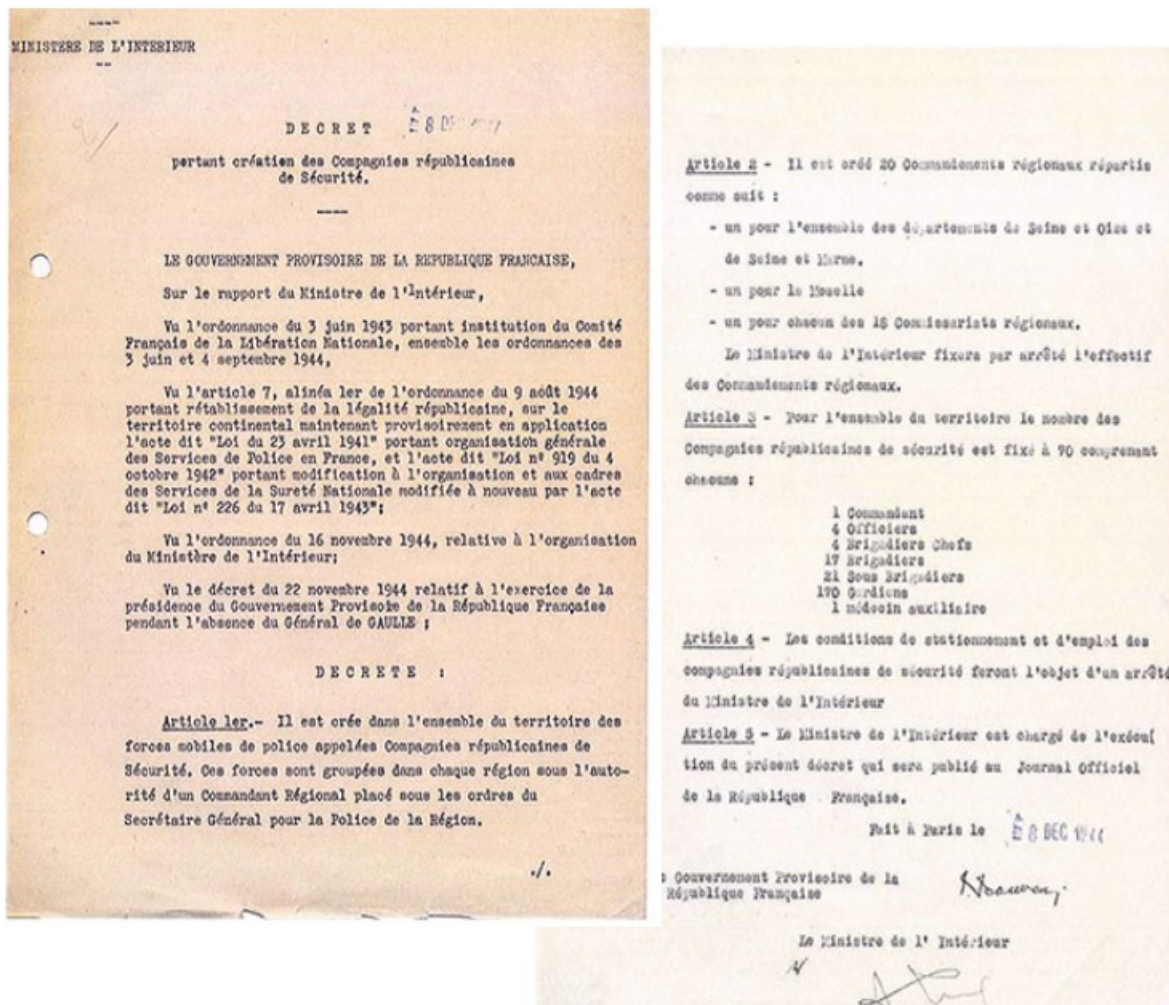 MINISTERE DE L'INTERIEUR
DECRET
8
portant création des Compagnies républicaines
de Sécurité.
LE GOUVERNEMENT PROVISOIRE DE LA REPUBLIQUE FRANCAISE,
Sur le rapport du Ministre de l'Intérieur,
Vu l'ordonnance du 3 juin 1943 portant institution du Comité
Français de la Libération Nationale, ensemble les ordonnances des
3 juin et 4 septembre 1944,
Vu l'article 7, alinéa 1er de l'ordonnance du 9 août 1944
portant rétablissement de la légalité républicaine, sur le
territoire continental maintenant provisoirement en application
l'acte dit "Loi du 23 avril 1941" portant organisation générale
des Services de Police en France, et l'acte dit "Loi n° 919 du 4
octobre 1942" portant modification à l'organisation et aux cadres
des Services de la Sureté Nationale modifiée à nouveau par l'acte
dit "Loi n° 226 du 17 avril 1943";
Vu l'ordonnance du 16 novembre 1944, relative à l'organisation
du Ministère de l'Intérieur;
Vu le décret du 22 novembre 1944 relatif à l'exercice de la
présidence du Gouvernement Provisoire de la République Française
pendant l'absence du Général de GAULLE ;
DECRETE :
Article 1er.- Il est crée dans l'ensemble du territoire des
forces mobiles de police appelées Compagnies républicaines de
Sécurité. Ces forces sont groupées dans chaque région sous l'auto-
rité d'un Commandant Régional placé sous les ordres du
Secrétaire Général pour la Police de la Région.
./.
Article 2 - Il est créé 20 Commandements régionaux répartis
comme suit :
- un pour l'ensemble des départements de Seine et Oise et
de Seine et Marne.
- un pour la Moselle
- un pour chacun des 18 Commissariats régionaux.
Le Ministre de l'Intérieur fixera par arrêté l'effectif
des Commandements régionaux.
Article 3 - Pour l'ensemble du territoire le nombre des
Compagnies républicaines de sécurité est fixé à 70 comprenant
chacune :
1 Commandant
4 Officiers
4 Brigadiers Chefs
17 Brigadiers
21 Sous Brigadiers
170 Gardiens
1 médecin auxiliaire
Article 4 - Les conditions de stationnement et d'emploi des
compagnies républicaines de sécurité feront l'objet d'un arrêté
du Ministre de l'Intérieur
Article 5 - Le Ministre de l'Intérieur est chargé de l'exécu
tion du présent décret qui sera publié au Journal Officiel
de la République Française.
Fait à Paris le 8 DEC 1944
Gouvernement Provisoire de la
République Française
Le Ministre de l' Intérieur